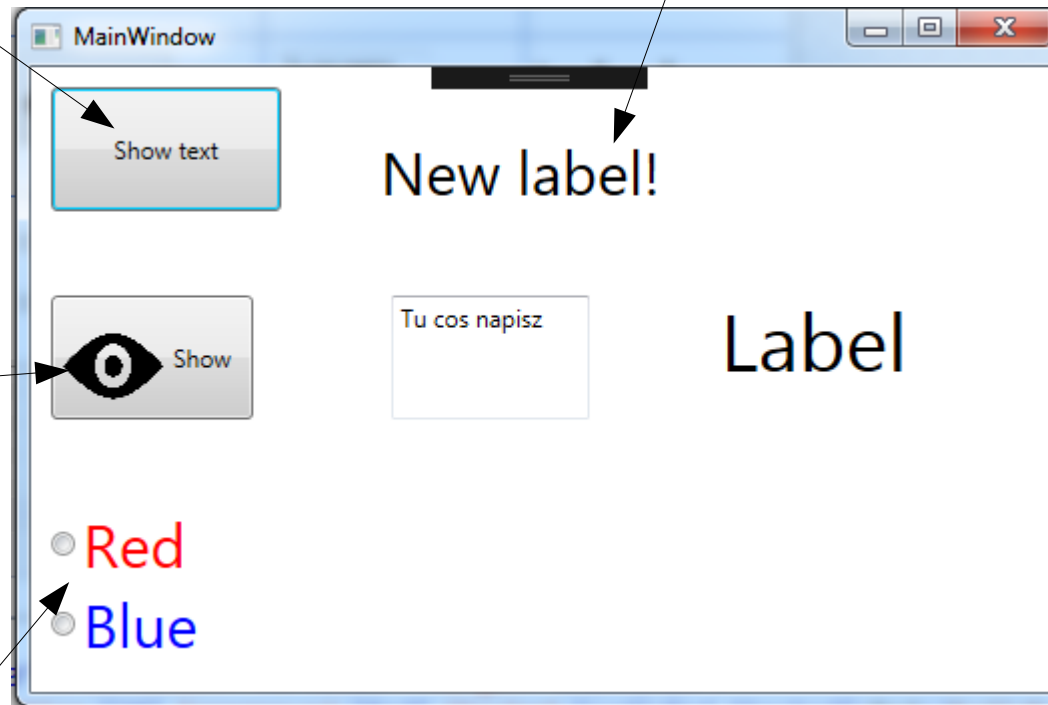 MainWindow
Show text
New label!
Show
Tu cos napisz
Label
Red
Blue